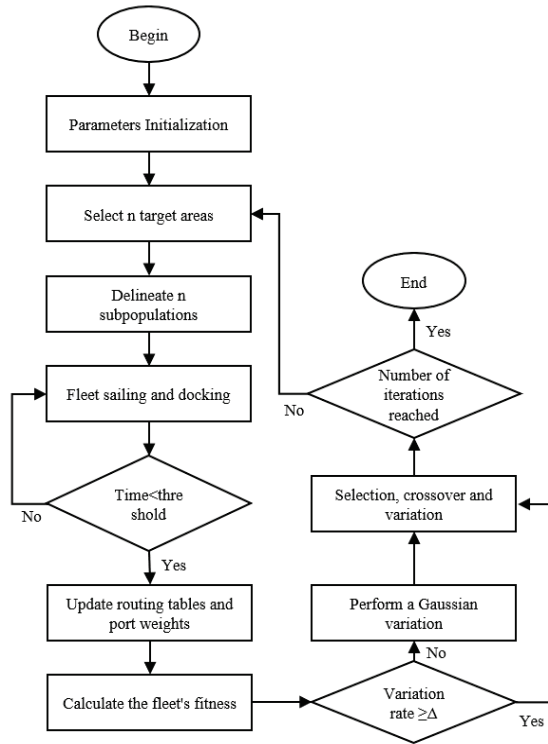 Begin
Parameters Initialization
Select n target areas
Delineate n
subpopulations
Fleet sailing and docking
Time<thre
shold
No
Yes
Update routing tables and
port weights
Calculate the fleet's fitness
Variation
rate ≥Δ
Yes
No
Perform a Gaussian
variation
Selection, crossover and
variation
Number of
iterations
reached
No
Yes
End